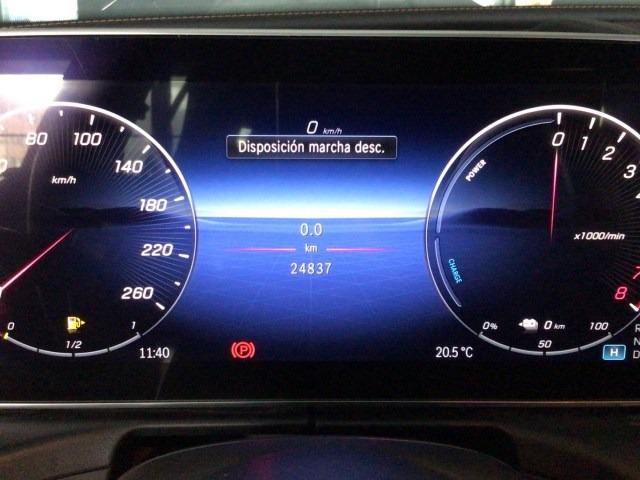 0 km/h
Disposición marcha desc.
80 100 140 180 220 260
km/h
0 1/2 1
11:40
0.0
km
24837
POWER
CHARGE
0 1 2 3 4
x1000/min
8
0% 50 100
0 km
20.5 °C
R
N
D
H
P